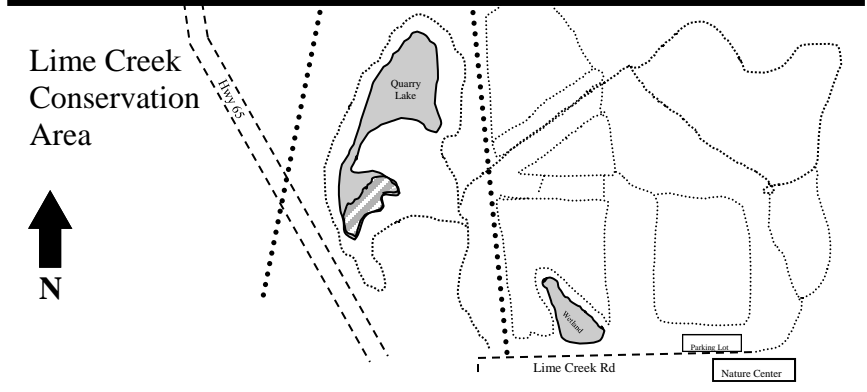 Lime Creek
Conservation
Area
Hwy 65
Quarry
Lake
N
Wetland
Parking Lot
Lime Creek Rd
Nature Center